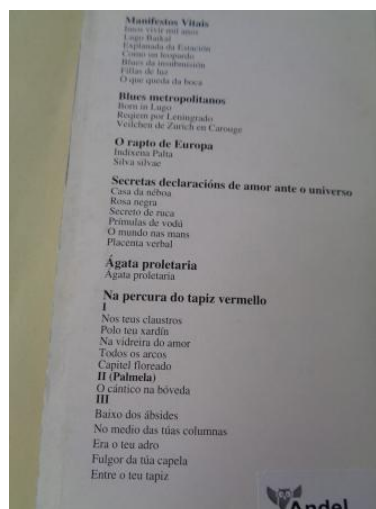 Manifestos Vitais
Lago Baikal
Explanada da Estación
Como un leopardo
Blues da insubmisión
Fillas de luz
O que queda da boca
Blues metropolitanos
Born in Lugo
Requiem por Leningrado
Veilchen de Zurich en Carouge
O rapto de Europa
Indixena Palta
Silva silvae
Secretas declaracións de amor ante o universo
Casa da néboa
Rosa negra
Secreto de ruca
Prímulas de vodú
O mundo nas mans
Placenta verbal
Ágata proletaria
Ágata proletaria
Na percura do tapiz vermello
I
Nos teus claustros
Polo teu xardín
Na vidreira do amor
Todos os arcos
Capitel floreado
II (Palmela)
O cántico na bóveda
III
Baixo dos ábsides
No medio das túas columnas
Era o teu adro
Fulgor da túa capela
Entre o teu tapiz
Andel